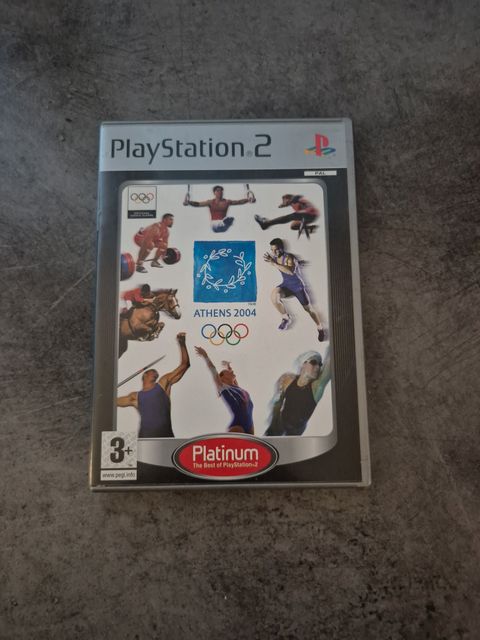 PlayStation®2
PAL
ATHENS 2004
3+
www.pegi.info
Platinum
The Best of PlayStation®2